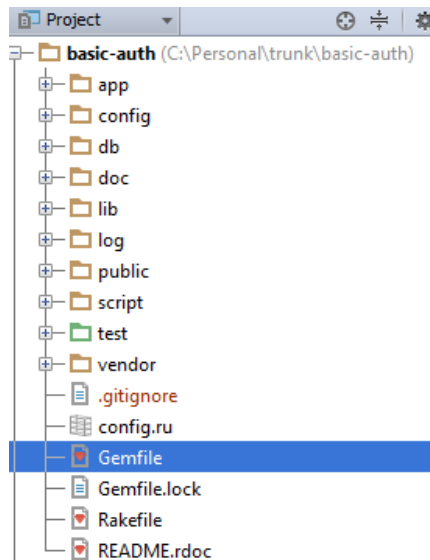 Project
basic-auth (C:\Personal\trunk\basic-auth)
app
config
db
doc
lib
log
public
script
test
vendor
.gitignore
config.ru
Gemfile
Gemfile.lock
Rakefile
README.rdoc